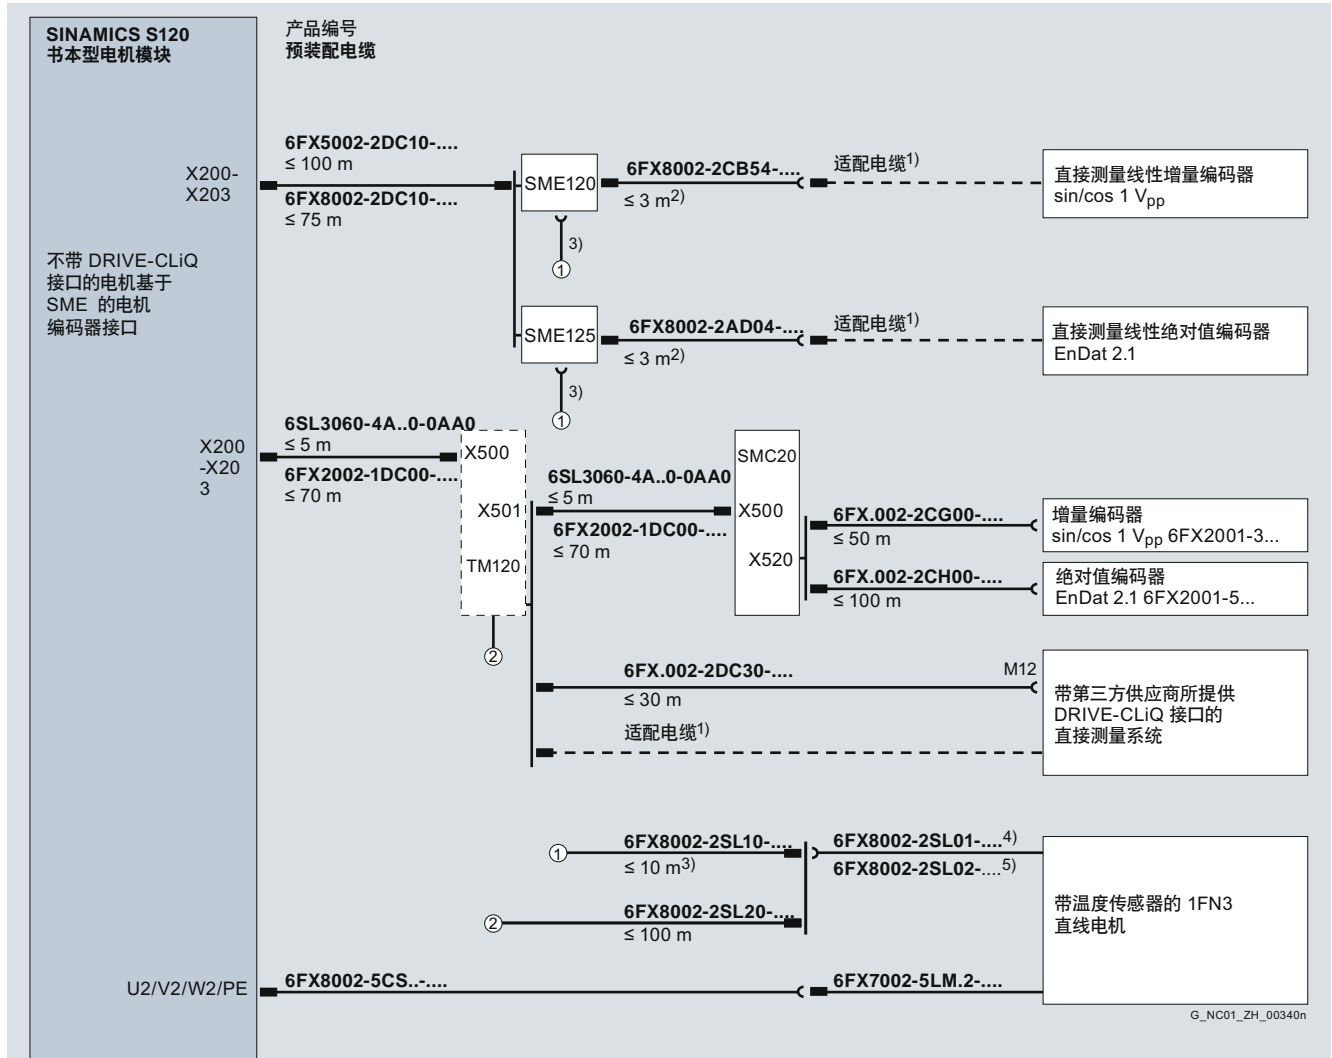 SINAMICS S120
书本型电机模块
产品编号
预装配电缆
X200-
X203
6FX5002-2DC10-....
≤ 100 m
6FX8002-2DC10-....
≤ 75 m
SME120
6FX8002-2CB54-....
≤ 3 m2)
适配电缆1)
直接测量线性增量编码器
sin/cos 1 Vpp
3)
①
不带 DRIVE-CLiQ
接口的电机基于
SME 的电机
编码器接口
SME125
6FX8002-2AD04-....
≤ 3 m2)
适配电缆1)
直接测量线性绝对值编码器
EnDat 2.1
3)
①
X200
-X20
3
6SL3060-4A..0-0AA0
≤ 5 m
6FX2002-1DC00-....
≤ 70 m
X500
X501
TM120
②
6SL3060-4A..0-0AA0
≤ 5 m
6FX2002-1DC00-....
≤ 70 m
SMC20
X500
X520
6FX.002-2CG00-....
≤ 50 m
增量编码器
sin/cos 1 Vpp 6FX2001-3...
6FX.002-2CH00-....
≤ 100 m
绝对值编码器
EnDat 2.1 6FX2001-5...
6FX.002-2DC30-....
≤ 30 m
M12
适配电缆1)
带第三方供应商所提供
DRIVE-CLiQ 接口的
直接测量系统
①
6FX8002-2SL10-....
≤ 10 m3)
6FX8002-2SL01-....4)
6FX8002-2SL02-....5)
②
6FX8002-2SL20-....
≤ 100 m
带温度传感器的 1FN3
直线电机
U2/V2/W2/PE
6FX8002-5CS..-....
6FX7002-5LM.2-....
G_NC01_ZH_00340n